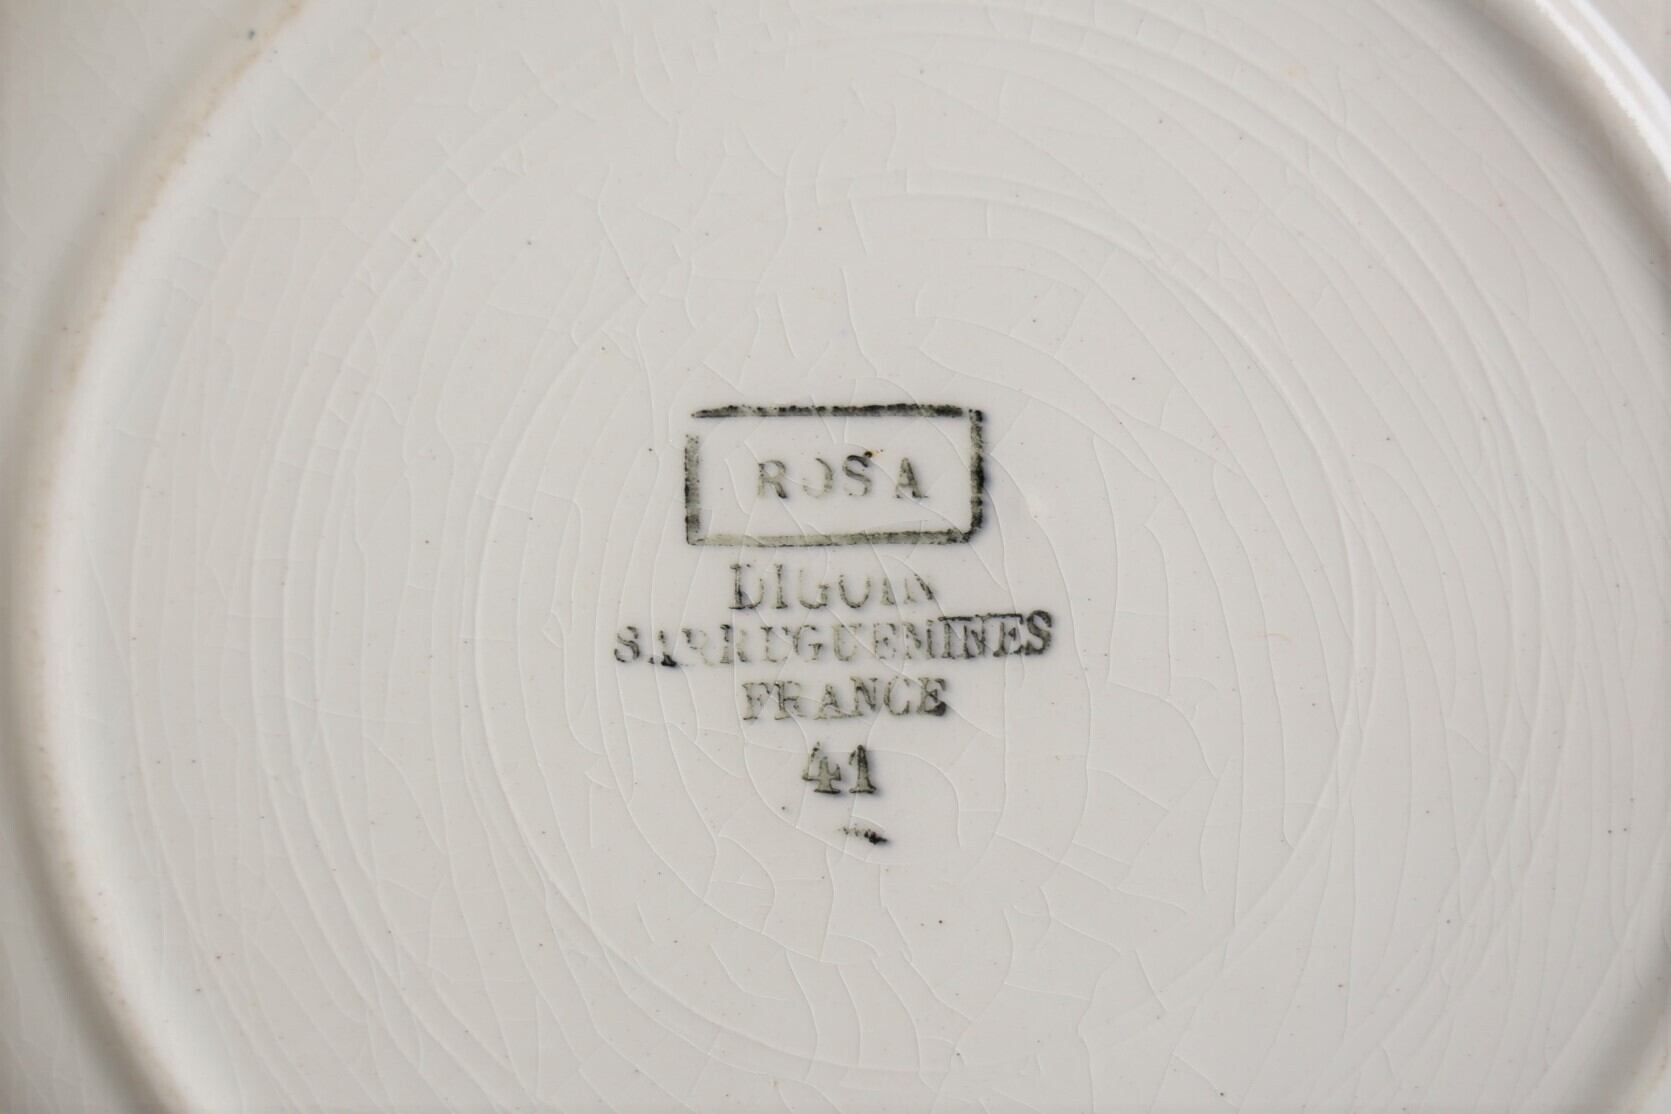 ROSA
DIGOIN
SARREGUEMINES
FRANCE
41